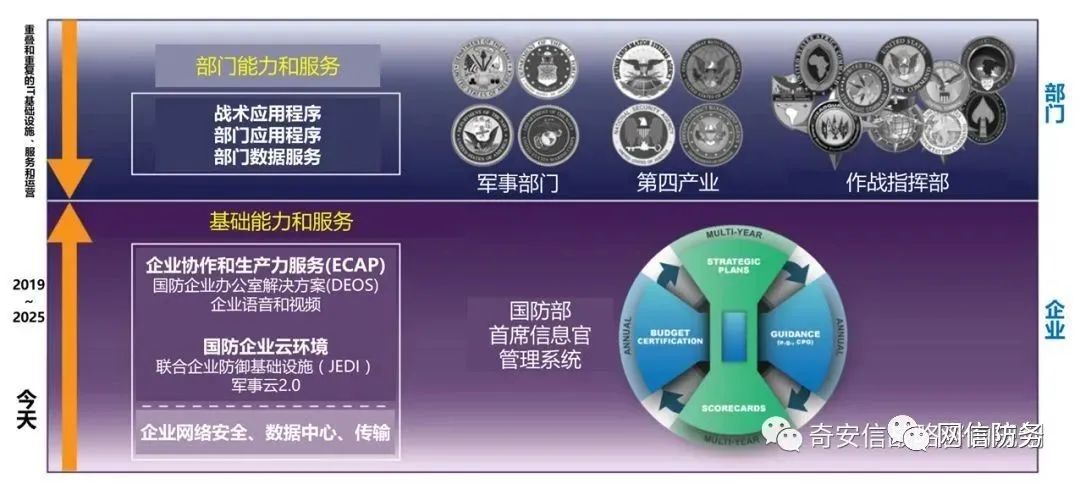 重叠和重复的IT基础设施、服务和运营
2019
~
2025
今天
部门能力和服务
战术应用程序
部门应用程序
部门数据服务
军事部门
第四产业
作战指挥部
部门
基础能力和服务
企业协作和生产力服务(ECAP)
国防企业办公室解决方案(DEOS)
企业语音和视频
国防企业云环境
联合企业防御基础设施（JEDI）
军事云2.0
企业网络安全、数据中心、传输
国防部
首席信息官
管理系统
MULTI-YEAR
STRATEGIC
PLANS
ANNUAL
BUDGET
CERTIFICATION
GUIDANCE
(e.g., CPG)
ANNUAL
SCORECARDS
MULTI-YEAR
企业
奇安信
网信防务